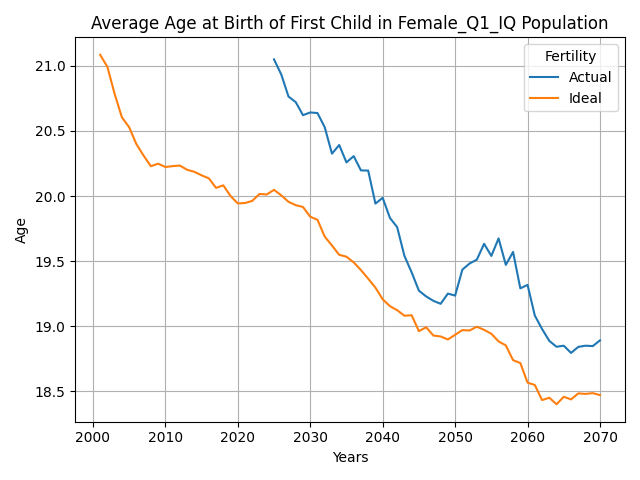 Average Age at Birth of First Child in Female_Q1_IQ Population
Fertility
Actual
Ideal
21.0
20.5
20.0
19.5
19.0
18.5
Age
2000 2010 2020 2030 2040 2050 2060 2070
Years